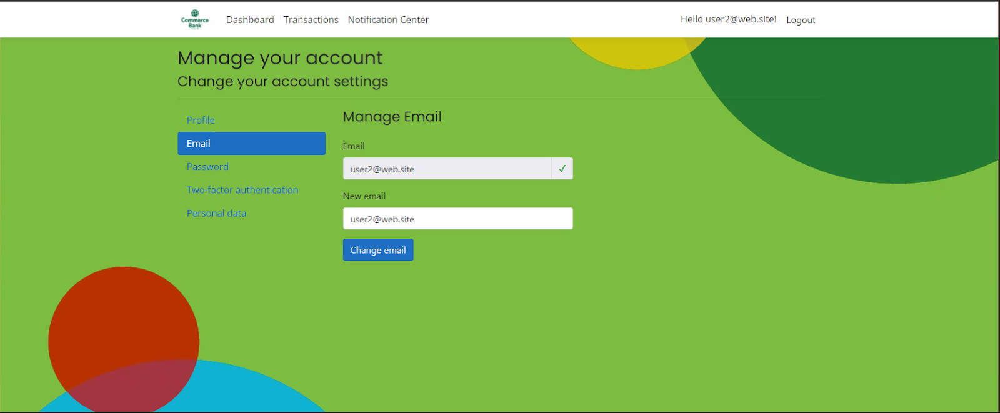 Commerce
Bank
Dashboard Transactions Notification Center Hello user2@web.site! Logout
Manage your account
Change your account settings
Profile
Email
Password
Two-factor authentication
Personal data
Manage Email
Email
user2@web.site ✓
New email
user2@web.site
Change email